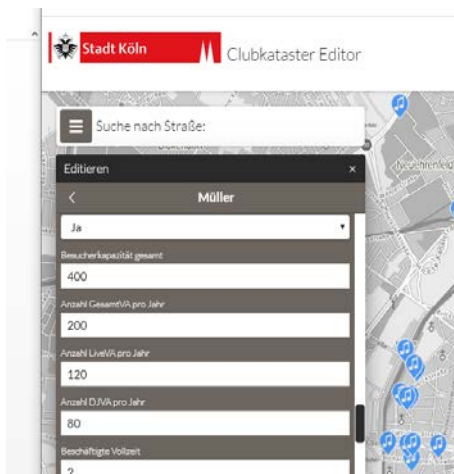 Stadt Köln
Clubkataster Editor
Suche nach Straße:
Neuehrenfeld
Editieren
×
Müller
Ja
Besucherkapazität gesamt
400
Anzahl GesamtVA pro Jahr
200
Anzahl LiveVA pro Jahr
120
Anzahl DJVA pro Jahr
80
Beschäftigte Vollzeit
2